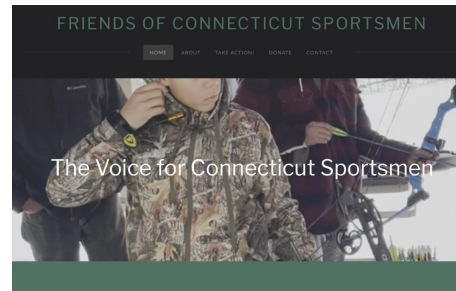 FRIENDS OF CONNECTICUT SPORTSMEN
HOME ABOUT TAKE ACTION! DONATE CONTACT
The Voice for Connecticut Sportsmen